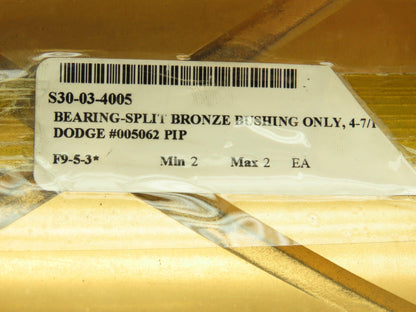 S30-03-4005
BEARING-SPLIT BRONZE BUSHING ONLY, 4-7/1
DODGE #005062 PIP
F9-5-3* Min 2 Max 2 EA